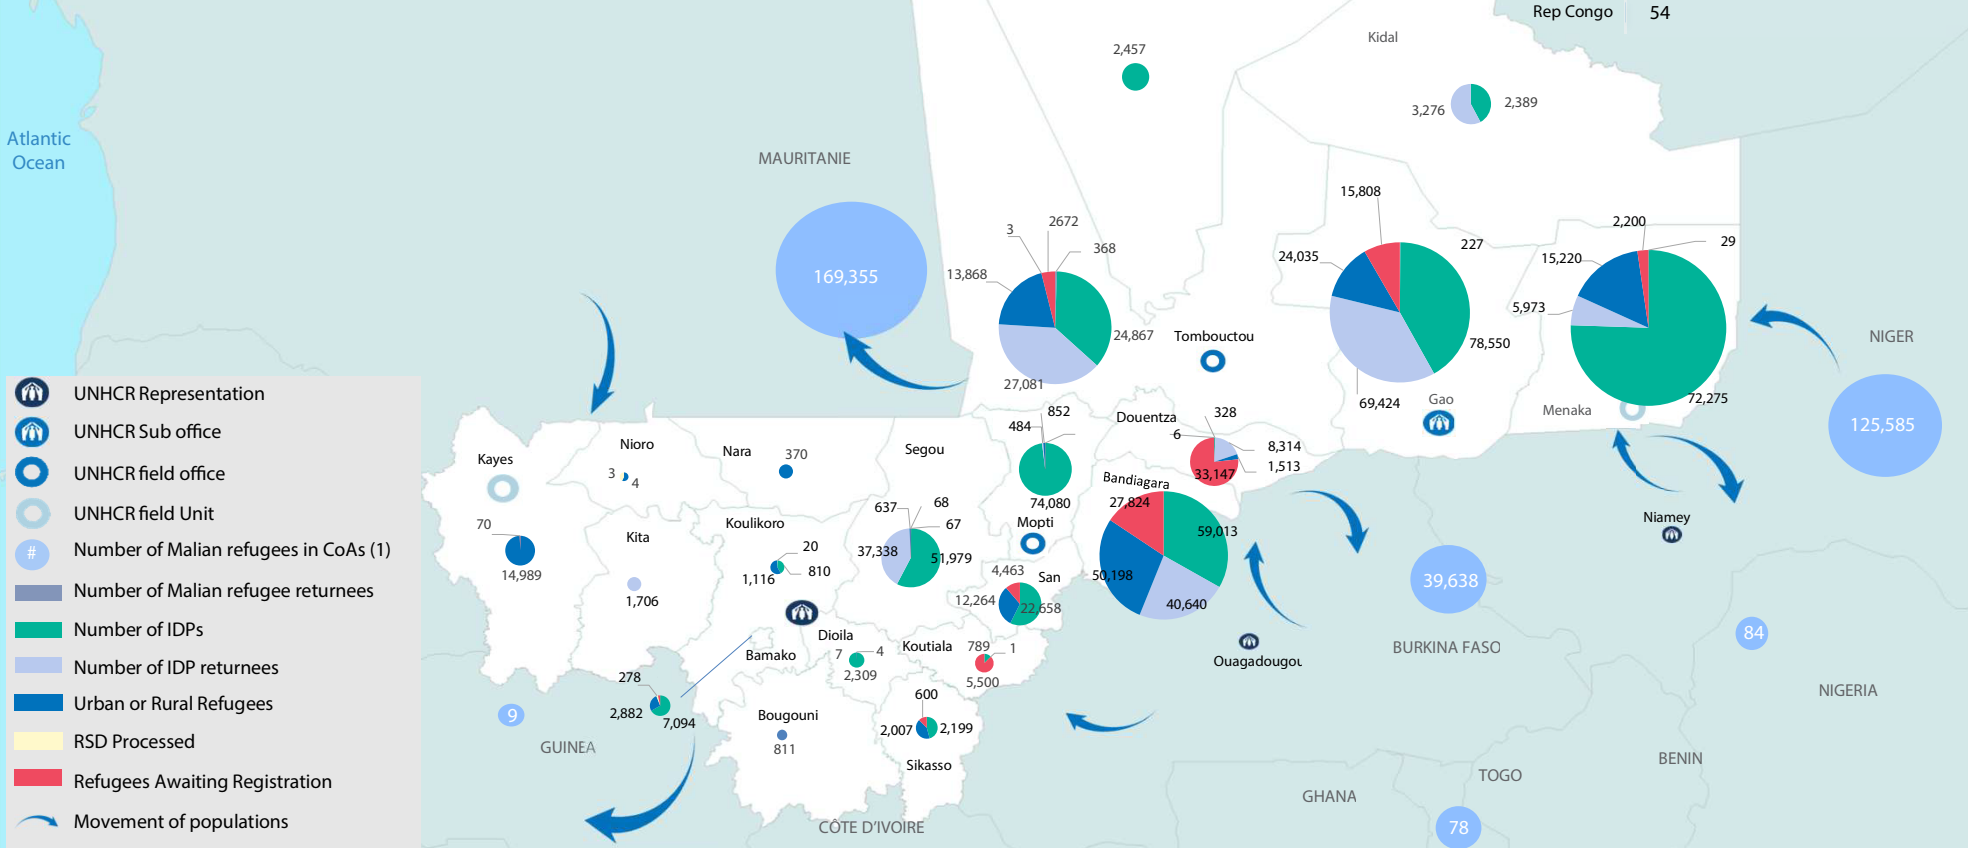 Rep Congo 54
Kidal
2,457
3,276
2,389
Atlantic
Ocean
MAURITANIE
169,355
15,808
227
24,035
78,550
69,424
Gao
2,200
29
15,220
5,973
72,275
Menaka
NIGER
125,585
3
2672
368
13,868
24,867
27,081
Tombouctou
852
484
74,080
Mopti
Douentza
328
6
8,314
1,513
33,147
Bandiagara
27,824
59,013
50,198
40,640
Segou
637
68
67
37,338
51,979
4,463
San
12,264
22,658
Kayes
70
14,989
Nioro
3
4
Nara
370
Kita
1,706
Koulikoro
20
810
1,116
Bamako
278
2,882
7,094
Dioila
7
4
2,309
Koutiala
789
1
5,500
Bougouni
811
600
2,007
2,199
Sikasso
Niamey
Ouagadougou
39,638
BURKINA FASO
84
NIGERIA
BENIN
TOGO
GHANA
78
CÔTE D'IVOIRE
9
GUINEA
UNHCR Representation
UNHCR Sub office
UNHCR field office
UNHCR field Unit
# Number of Malian refugees in CoAs (1)
Number of Malian refugee returnees
Number of IDPs
Number of IDP returnees
Urban or Rural Refugees
RSD Processed
Refugees Awaiting Registration
Movement of populations